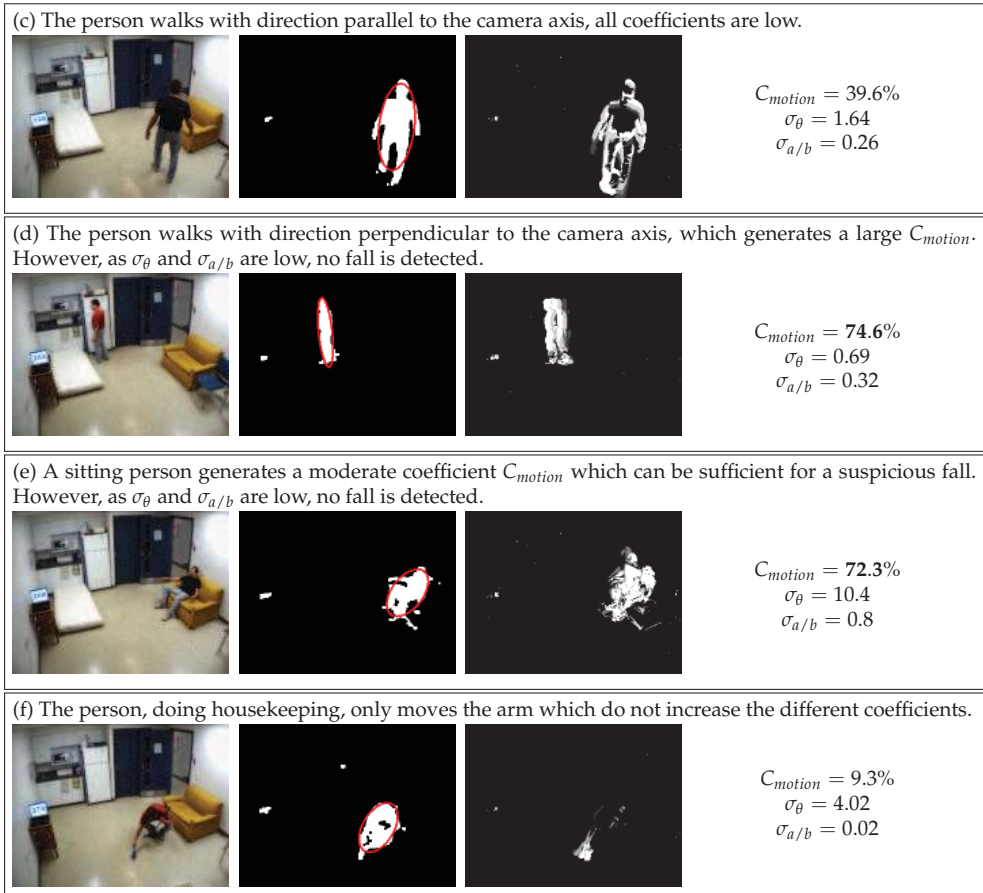 (c) The person walks with direction parallel to the camera axis, all coefficients are low.
C_motion = 39.6%
σ_θ = 1.64
σ_a/b = 0.26
(d) The person walks with direction perpendicular to the camera axis, which generates a large C_motion.
However, as σ_θ and σ_a/b are low, no fall is detected.
C_motion = 74.6%
σ_θ = 0.69
σ_a/b = 0.32
(e) A sitting person generates a moderate coefficient C_motion which can be sufficient for a suspicious fall.
However, as σ_θ and σ_a/b are low, no fall is detected.
C_motion = 72.3%
σ_θ = 10.4
σ_a/b = 0.8
(f) The person, doing housekeeping, only moves the arm which do not increase the different coefficients.
C_motion = 9.3%
σ_θ = 4.02
σ_a/b = 0.02